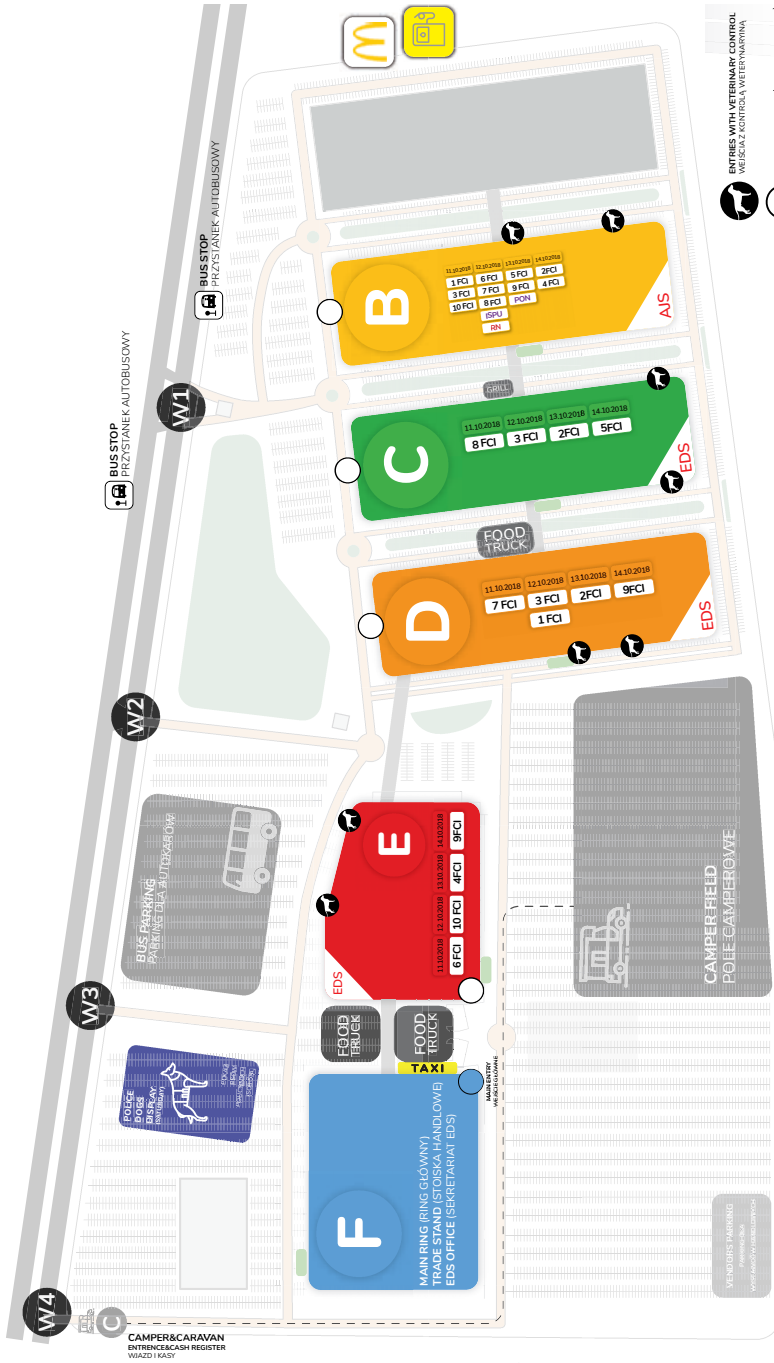 ENTRIES WITH VETERINARY CONTROL
WEJŚCIA Z KONTROLĄ WETERYNARYJNĄ
BUS STOP
PRZYSTANEK AUTOBUSOWY
BUS STOP
PRZYSTANEK AUTOBUSOWY
W1
W2
W3
W4
B
11.10.2018 12.10.2018 13.10.2018 14.10.2018
1 FCI 6 FCI 5 FCI 2FCI
3 FCI 7 FCI 9 FCI 4 FCI
10 FCI 8 FCI PON
ISPU
RN
AJS
GRILL
C
11.10.2018 12.10.2018 13.10.2018 14.10.2018
8 FCI 3 FCI 2FCI 5FCI
EDS
FOOD
TRUCK
D
11.10.2018 12.10.2018 13.10.2018 14.10.2018
7 FCI 3 FCI 2FCI 9FCI
1 FCI
EDS
E
11.10.2018 12.10.2018 13.10.2018 14.10.2018
6 FCI 10 FCI 4FCI 9FCI
EDS
BUS PARKING
PARKING DLA AUTOKARÓW
CAMPER FIELD
POLE CAMPEROWE
FOOD
TRUCK
FOOD
TRUCK
TAXI
MAIN ENTRY
WEJŚCIE GŁÓWNE
POLICE
DOGS
DISPLAY
(SATURDAY)
F
MAIN RING (RING GŁÓWNY)
TRADE STAND (STOISKA HANDLOWE)
EDS OFFICE (SEKRETARIAT EDS)
VENDORS PARKING
C
CAMPER&CARAVAN
ENTRENCE&CASH REGISTER
WJAZD I KASY